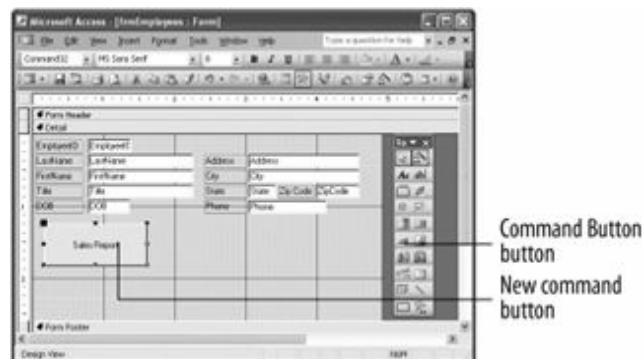 Microsoft Access - [frmEmployees : Form]
File Edit View Insert Format Tools Window Help Type a question for help
Command32 MS Sans Serif 8 B I U
Form Header
Detail
EmployeeID EmployeeID
LastName LastName Address Address
FirstName FirstName City City
Title Title State State Zip Code ZipCode
DOB DOB Phone Phone
Sales Report
Form Footer
Design View NUM
Command Button
button
New command
button